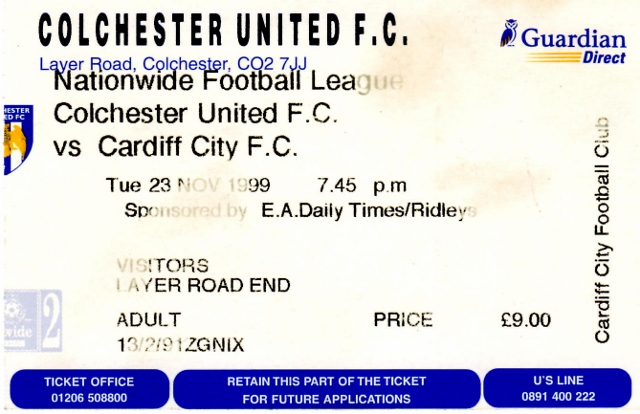 COLCHESTER UNITED F.C.
Layer Road, Colchester, CO2 7JJ
Guardian
Direct
Nationwide Football League
Colchester United F.C.
vs Cardiff City F.C.
Tue 23 NOV 1999 7.45 p.m
Sponsored by E.A.Daily Times/Ridleys
VISITORS
LAYER ROAD END
ADULT PRICE £9.00
13/2/91ZGNIX
Cardiff City Football Club
2
TICKET OFFICE
01206 508800
RETAIN THIS PART OF THE TICKET
FOR FUTURE APPLICATIONS
U'S LINE
0891 400 222